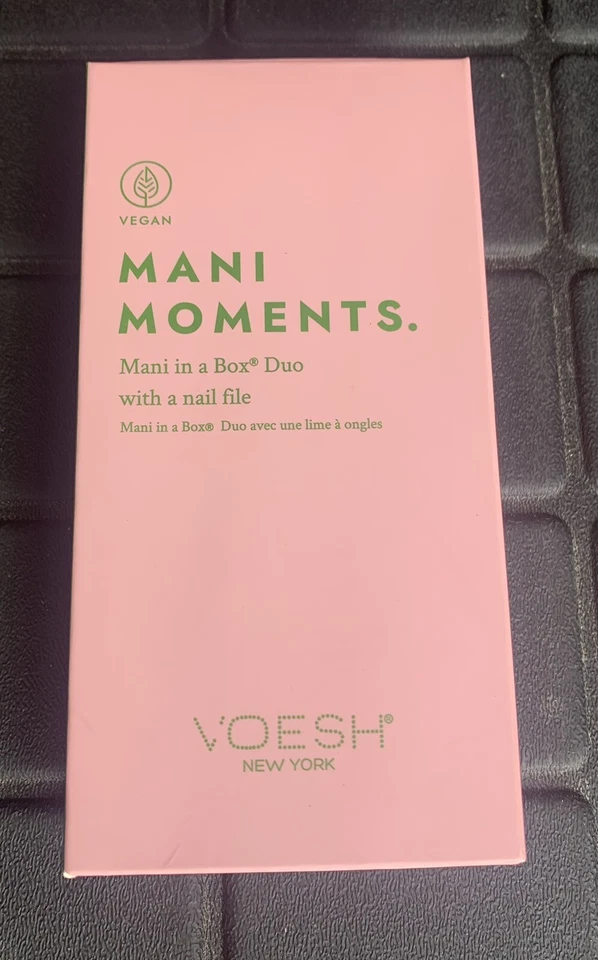 VEGAN
MANI
MOMENTS.
Mani in a Box® Duo
with a nail file
Mani in a Box® Duo avec une lime à ongles
VOESH®
NEW YORK